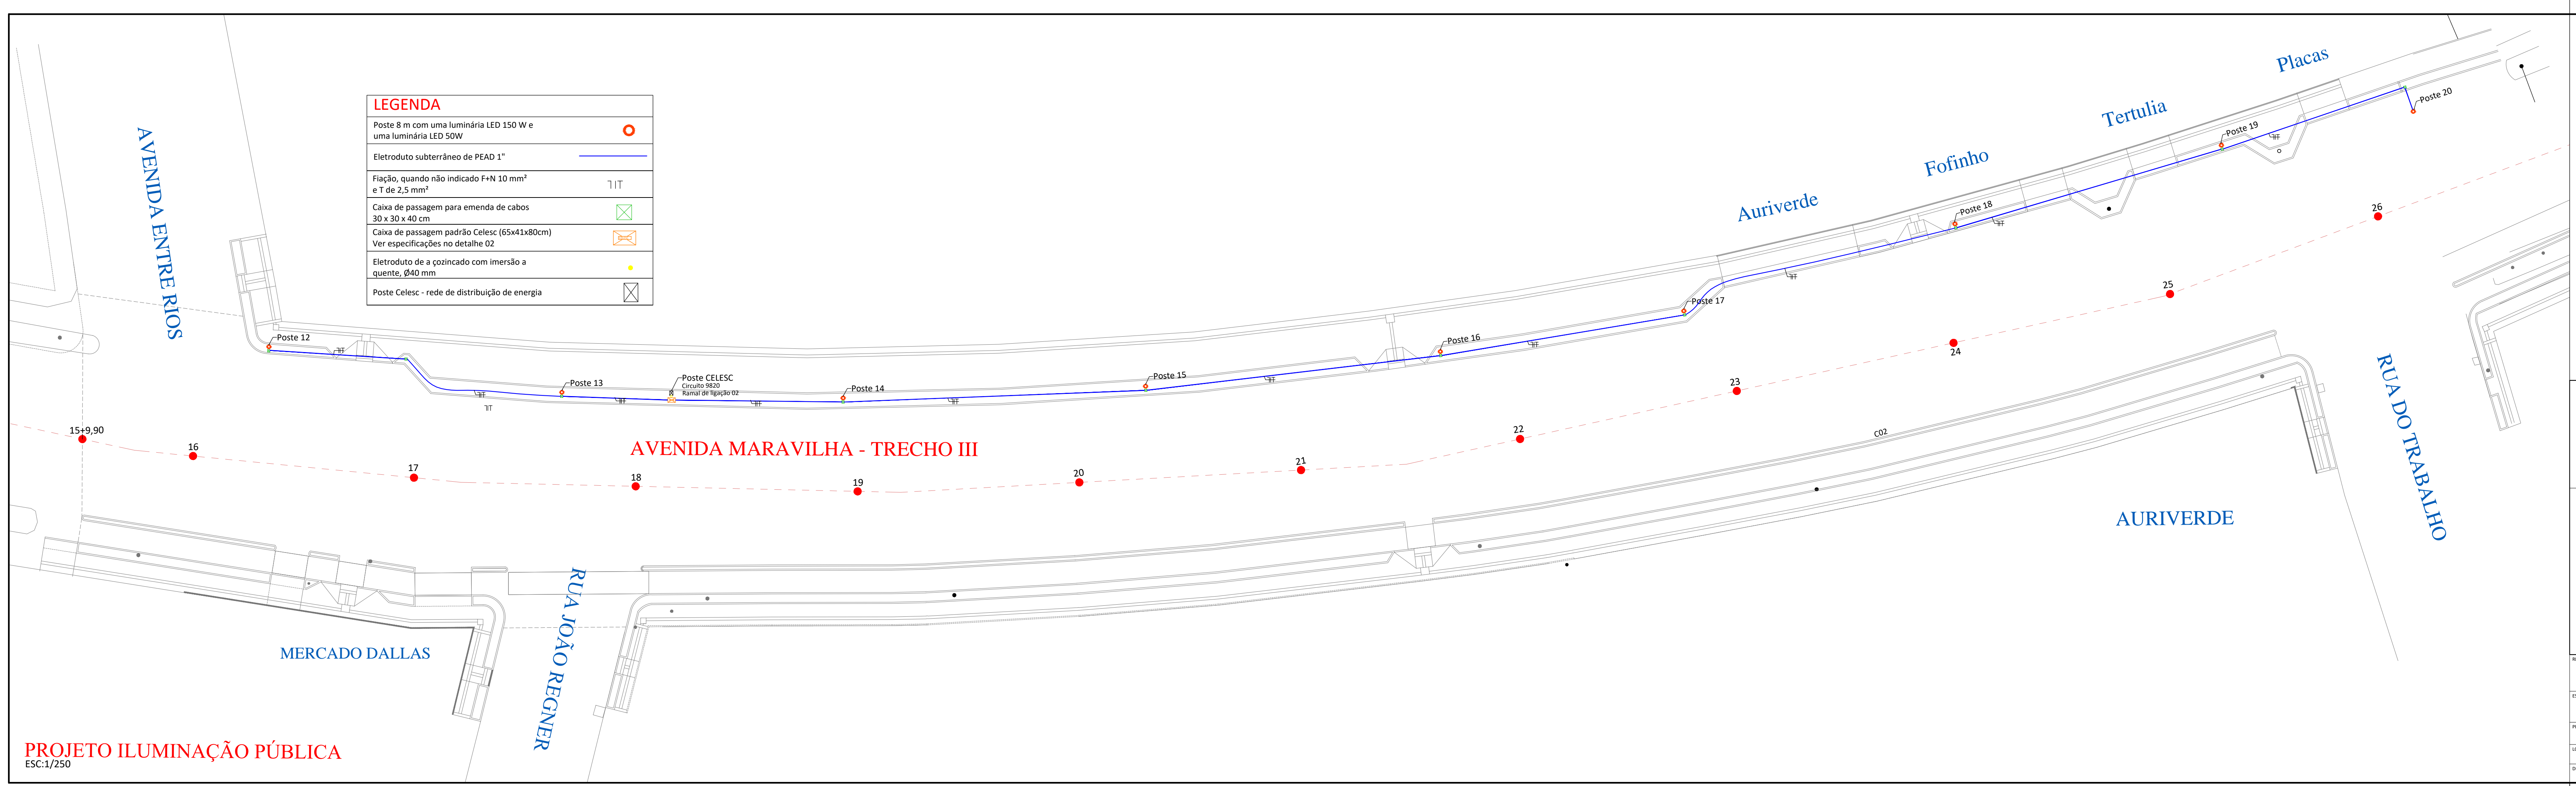 AVENIDA ENTRE RIOS
LEGENDA
Poste 8 m com uma luminária LED 150 W e
uma luminária LED 50W
Eletroduto subterrâneo de PEAD 1"
Fiação, quando não indicado F+N 10 mm²
e T de 2,5 mm²
Caixa de passagem para emenda de cabos
30 x 30 x 40 cm
Caixa de passagem padrão Celesc (65x41x80cm)
Ver especificações no detalhe 02
Eletroduto de a çozincado com imersão a
quente, Ø40 mm
Poste Celesc - rede de distribuição de energia
Placas
Tertulia
Fofinho
Auriverde
Poste 20
Poste 19
Poste 18
Poste 17
Poste 16
Poste 15
Poste 14
Poste CELESC
Circuito 9820
Ramal de ligação 02
Poste 13
Poste 12
15+9,90
16
17
18
19
20
21
22
23
24
25
26
AVENIDA MARAVILHA - TRECHO III
C02
AURIVERDE
RUA DO TRABALHO
RUA JOÃO REGNER
MERCADO DALLAS
PROJETO ILUMINAÇÃO PÚBLICA
ESC:1/250